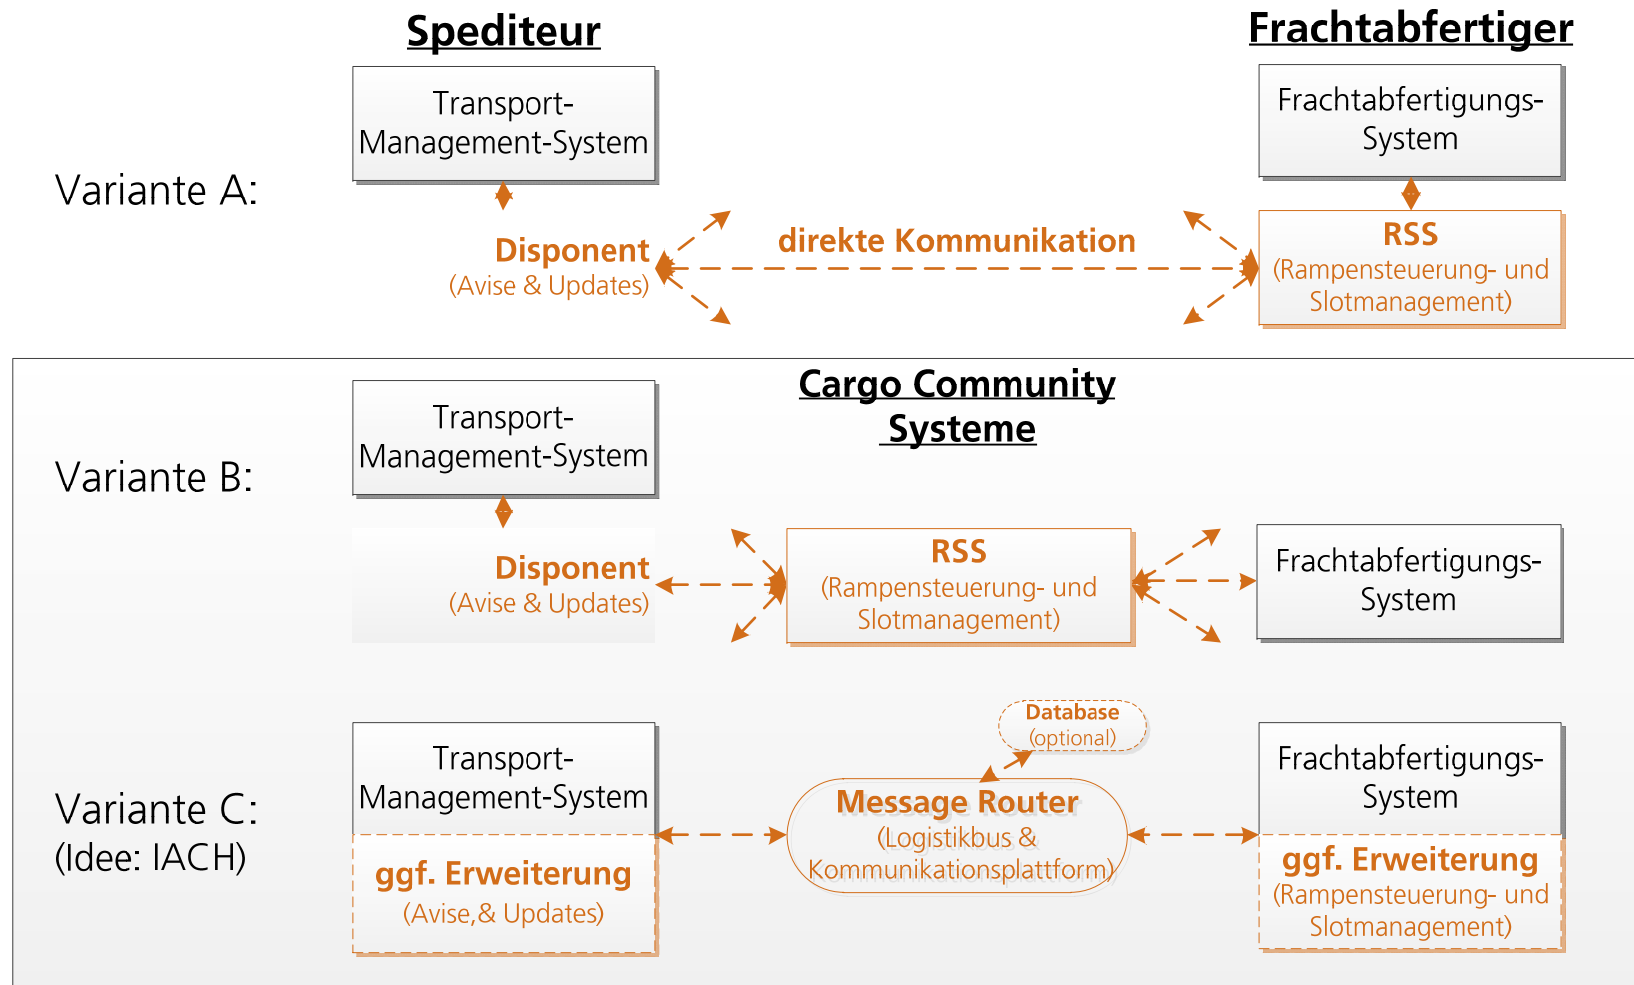 Spediteur
Frachtabfertiger
Transport-
Management-System
Frachtabfertigungs-
System
Variante A:
Disponent
(Avise & Updates)
direkte Kommunikation
RSS
(Rampensteuerung- und
Slotmanagement)
Cargo Community
Systeme
Transport-
Management-System
Variante B:
Disponent
(Avise & Updates)
RSS
(Rampensteuerung- und
Slotmanagement)
Frachtabfertigungs-
System
Database
(optional)
Transport-
Management-System
Frachtabfertigungs-
System
Variante C:
(Idee: IACH)
Message Router
(Logistikbus &
Kommunikationsplattform)
ggf. Erweiterung
(Avise,& Updates)
ggf. Erweiterung
(Rampensteuerung- und
Slotmanagement)